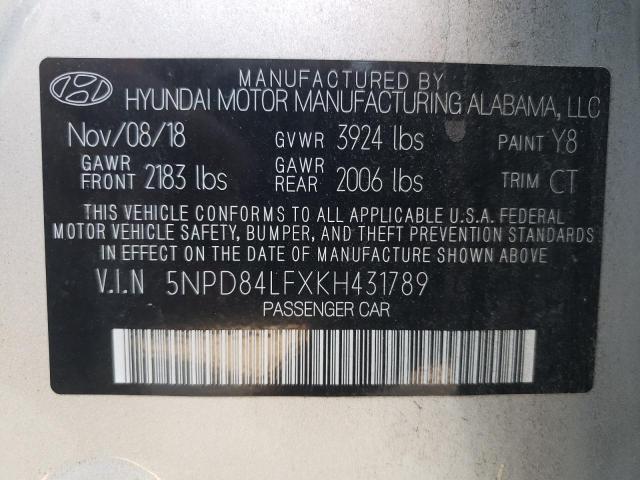 MANUFACTURED BY
HYUNDAI MOTOR MANUFACTURING ALABAMA, LLC
Nov/08/18 GVWR 3924 lbs PAINT Y8
GAWR FRONT 2183 lbs GAWR REAR 2006 lbs TRIM CT
THIS VEHICLE CONFORMS TO ALL APPLICABLE U.S.A. FEDERAL
MOTOR VEHICLE SAFETY, BUMPER, AND THEFT PREVENTION STANDARDS
IN EFFECT ON THE DATE OF MANUFACTURE SHOWN ABOVE.
V.I.N 5NPD84LFXKH431789
PASSENGER CAR